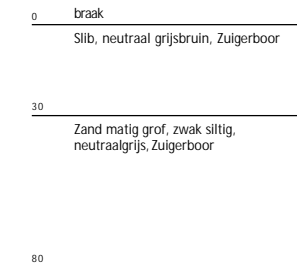 0 braak
Slib, neutraal grijsbruin, Zuigerboor
30
Zand matig grof, zwak siltig,
neutraalgrijs, Zuigerboor
80